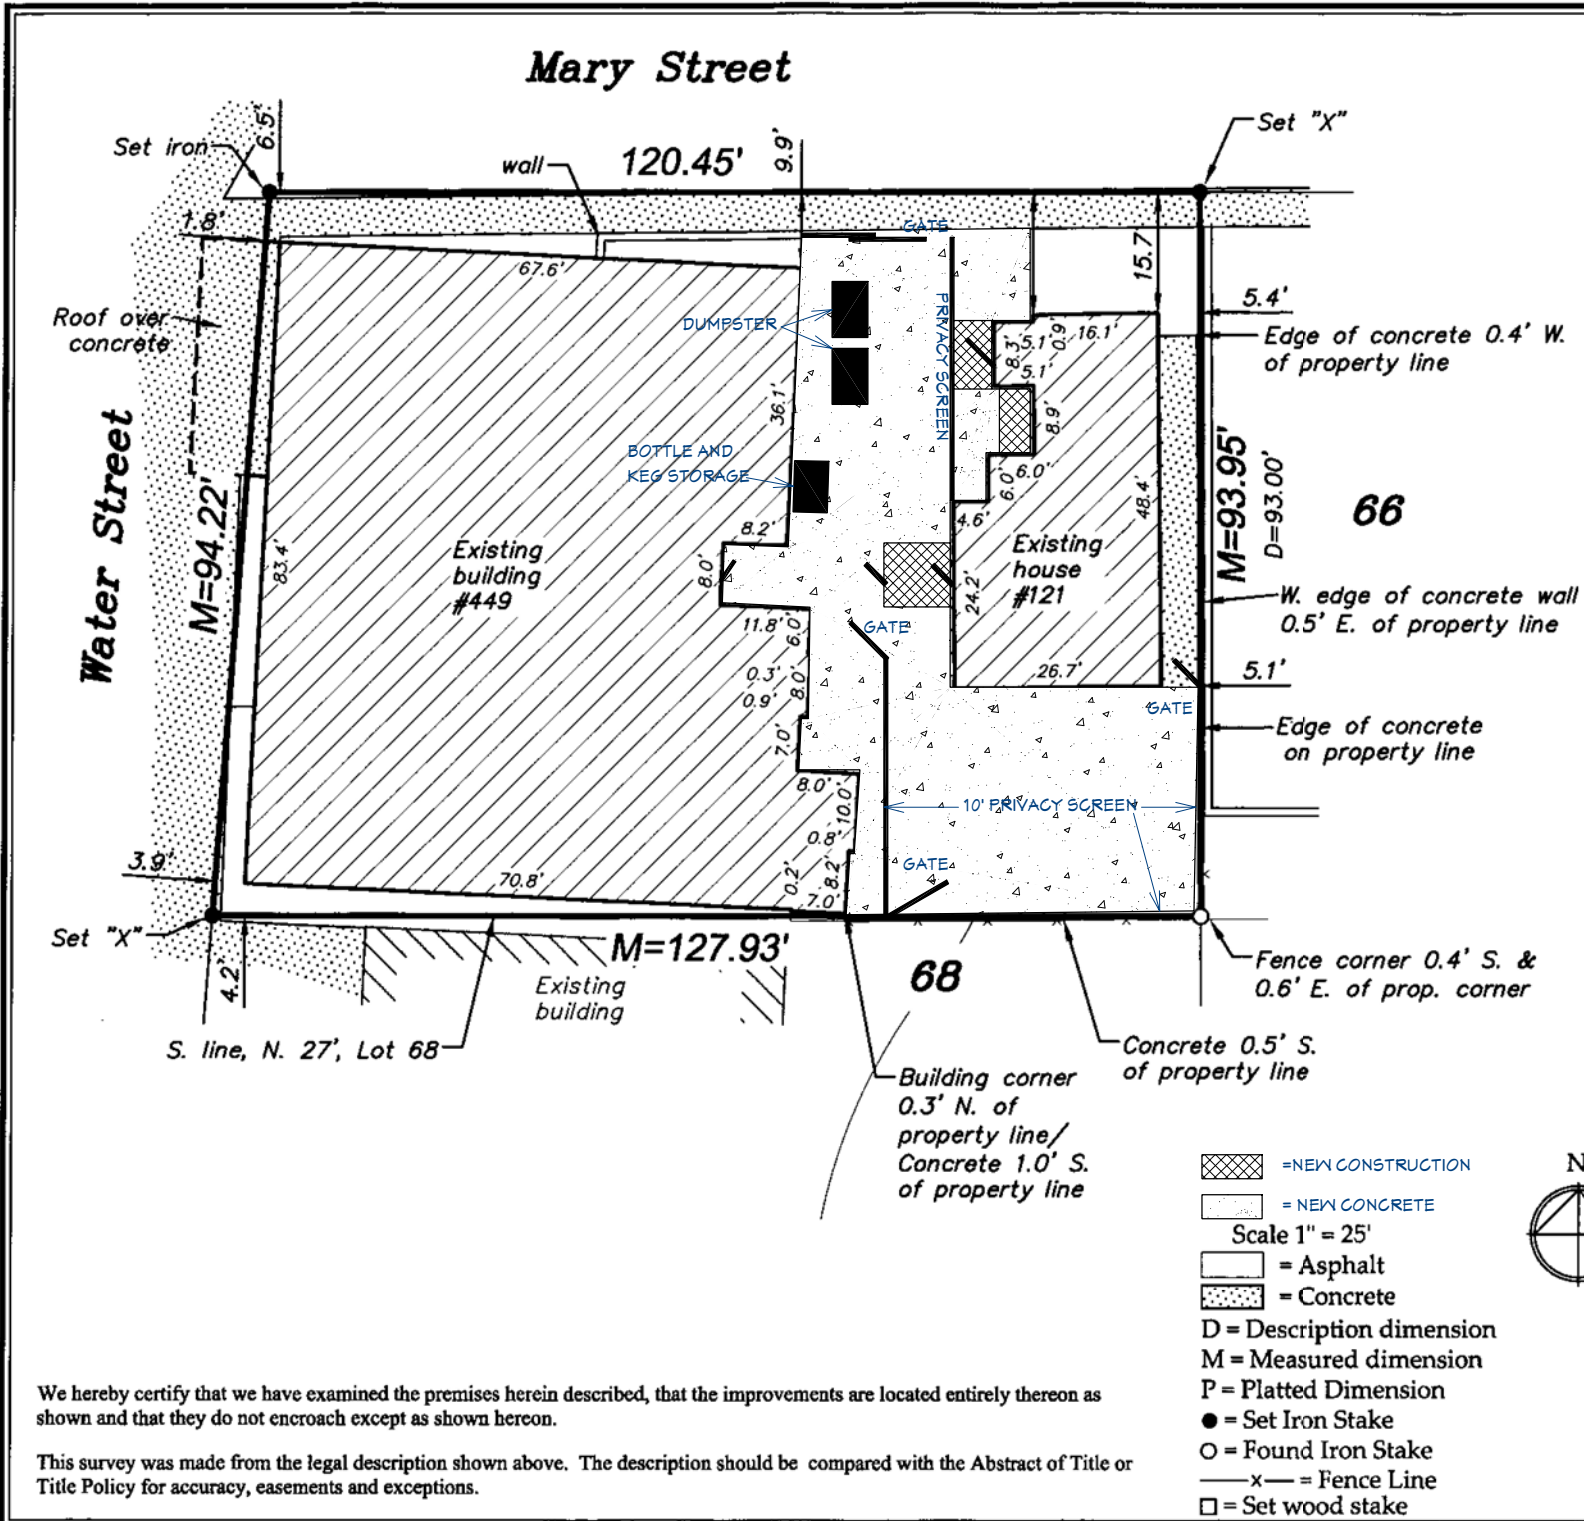 Mary Street
Set "X"
Set iron
6.5'
wall
120.45'
9.9'
1.8'
GATE
67.6'
15.7'
5.4'
Roof over
concrete
DUMPSTER
PRIVACY SCREEN
8.3'
5.1'
0.9'
16.1'
5.1'
Edge of concrete 0.4' W.
of property line
36.1'
8.9'
Water Street
M=94.22'
BOTTLE AND
KEG STORAGE
6.0'
6.0'
48.4'
M=93.95'
D=93.00'
66
4.6'
8.2'
83.4'
Existing
building
#449
8.0'
Existing
house
#121
24.2'
W. edge of concrete wall
0.5' E. of property line
11.8'
6.0'
GATE
0.3'
0.9'
8.0'
26.7'
5.1'
GATE
7.0'
Edge of concrete
on property line
8.0'
10.0'
10' PRIVACY SCREEN
0.8'
3.9'
70.8'
0.2'
8.2'
7.0'
GATE
Set "X"
4.2'
M=127.93'
Existing
building
68
Fence corner 0.4' S. &
0.6' E. of prop. corner
S. line, N. 27', Lot 68
Concrete 0.5' S.
of property line
Building corner
0.3' N. of
property line/
Concrete 1.0' S.
of property line
=NEW CONSTRUCTION
= NEW CONCRETE
Scale 1" = 25'
= Asphalt
= Concrete
D = Description dimension
M = Measured dimension
P = Platted Dimension
● = Set Iron Stake
○ = Found Iron Stake
—x— = Fence Line
□ = Set wood stake
N
We hereby certify that we have examined the premises herein described, that the improvements are located entirely thereon as
shown and that they do not encroach except as shown hereon.
This survey was made from the legal description shown above. The description should be compared with the Abstract of Title or
Title Policy for accuracy, easements and exceptions.